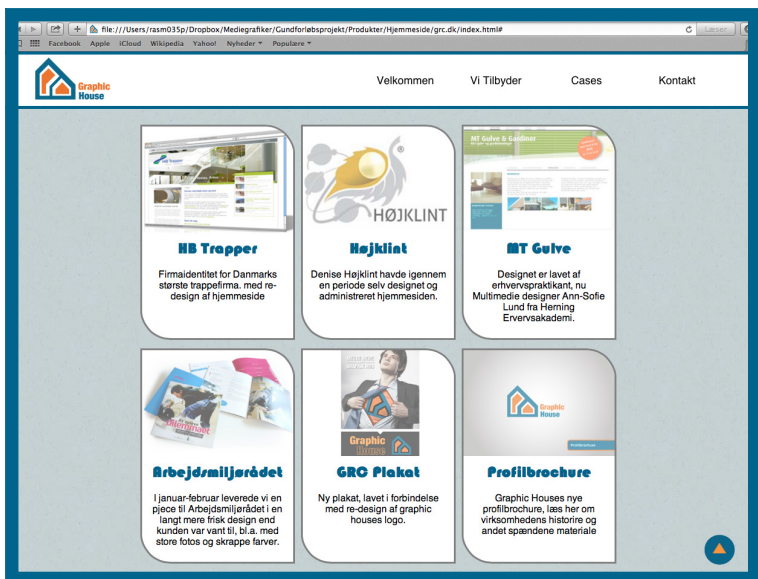 file:///Users/rasm035p/Dropbox/Mediegrafiker/Gundforløbsprojekt/Produkter/Hjemmeside/grc.dk/index.html#
Læser
Facebook Apple iCloud Wikipedia Yahoo! Nyheder Populære
Graphic
House
Velkommen Vi Tilbyder Cases Kontakt
HB Trapper
HØJKLINT
MT Gulve & Gardiner
HB Trapper
Firmaidentitet for Danmarks
største trappefirma. med re-
design af hjemmeside
Højklint
Denise Højklint havde igennem
en periode selv designet og
administreret hjemmesiden.
MT Gulve
Designet er lavet af
erhvervspraktikant, nu
Multimedie designer Ann-Sofie
Lund fra Herning
Ervervsakademi.
dilemmaet
Graphic
House
Graphic
House
Profilbrochure
Arbejdsmiljørådet
I januar-februar leverede vi en
pjece til Arbejdsmiljørådet i en
langt mere frisk design end
kunden var vant til, bl.a. med
store fotos og skrappe farver.
GRC Plakat
Ny plakat, lavet i forbindelse
med re-design af graphic
houses logo.
Profilbrochure
Graphic Houses nye
profilbrochure, læs her om
virksomhedens historire og
andet spændene materiale